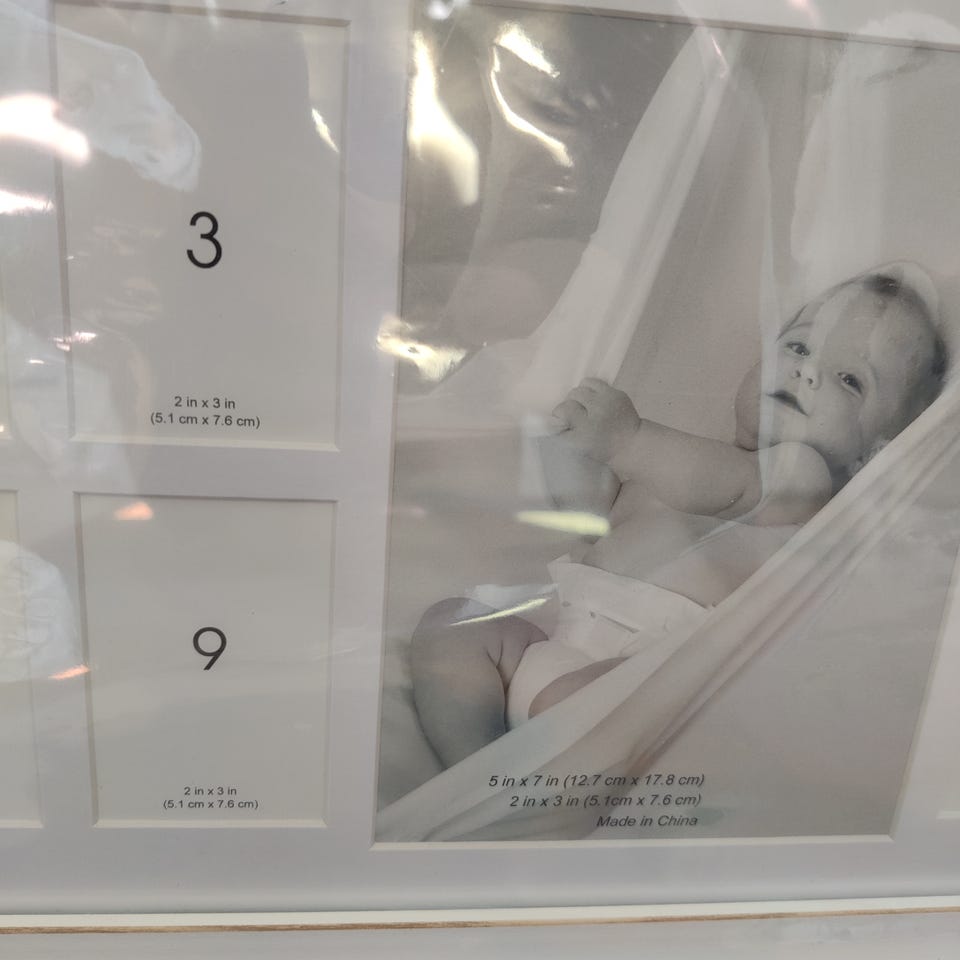 3
2 in x 3 in
(5.1 cm x 7.6 cm)
9
2 in x 3 in
(5.1 cm x 7.6 cm)
5 in x 7 in (12.7 cm x 17.8 cm)
2 in x 3 in (5.1cm x 7.6 cm)
Made in China